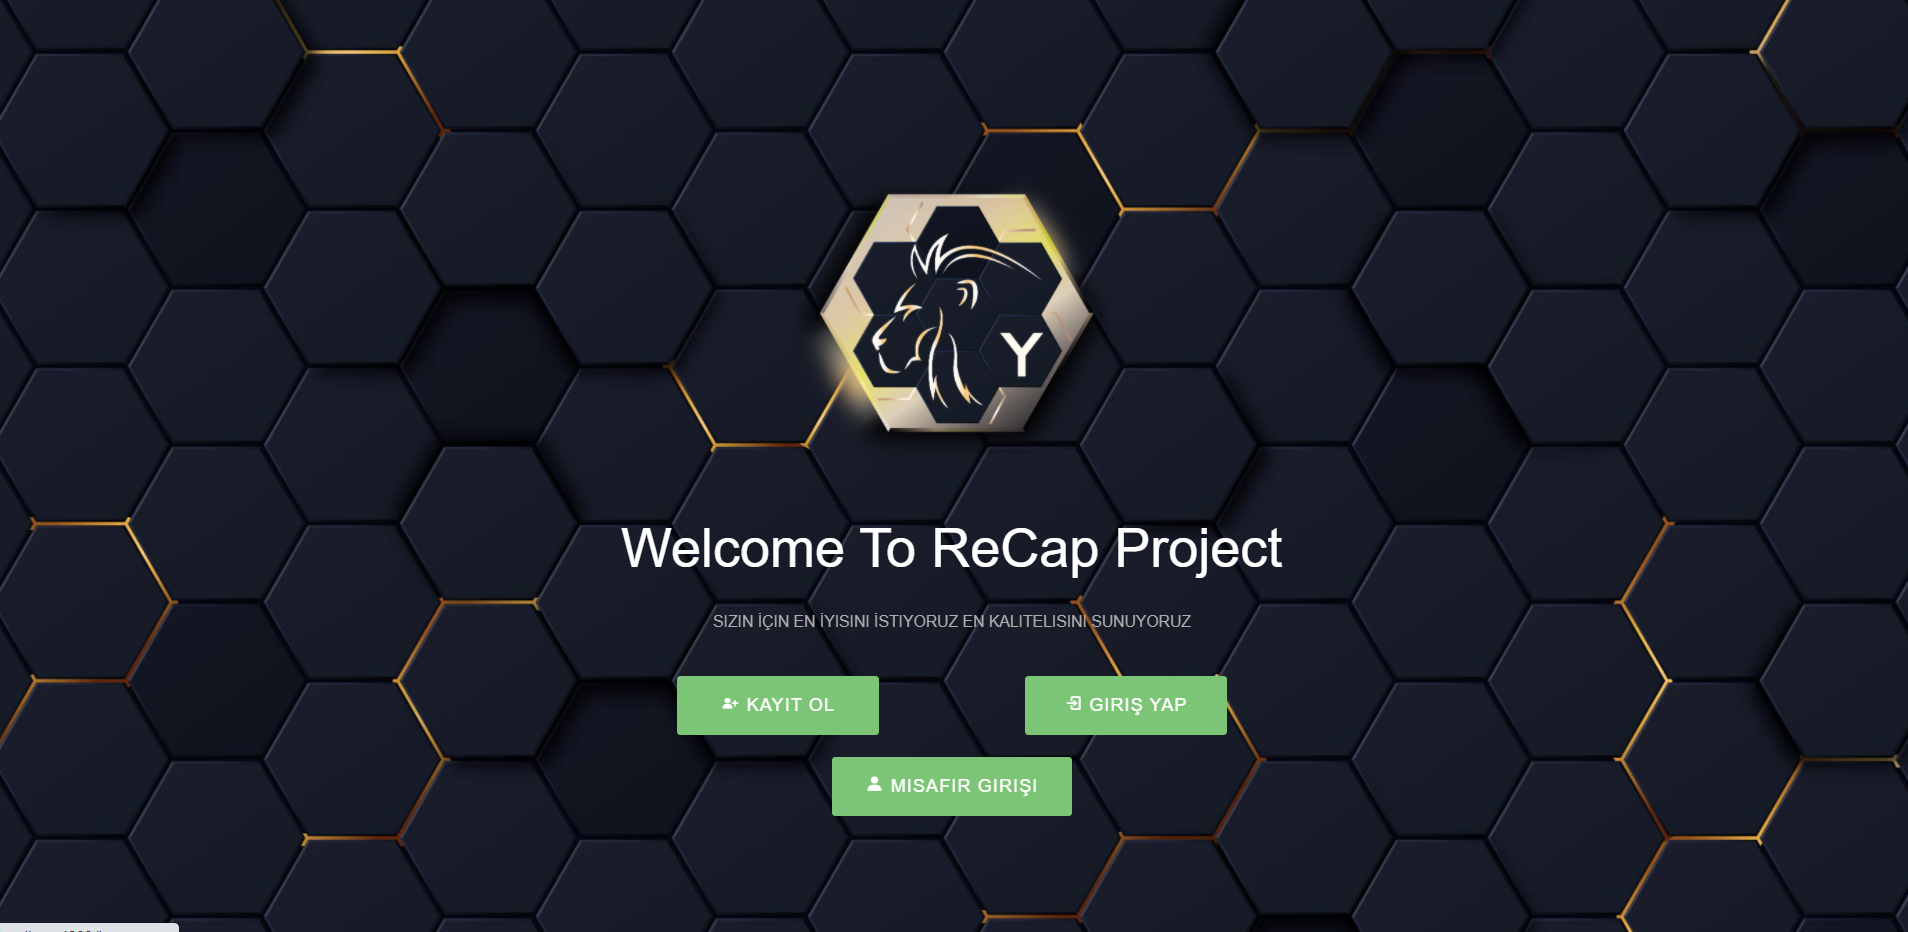 Y
Welcome To ReCap Project
SIZIN İÇIN EN İYISINI İSTIYORUZ EN KALITELISINI SUNUYORUZ
KAYIT OL
GIRIŞ YAP
MISAFIR GIRIŞI